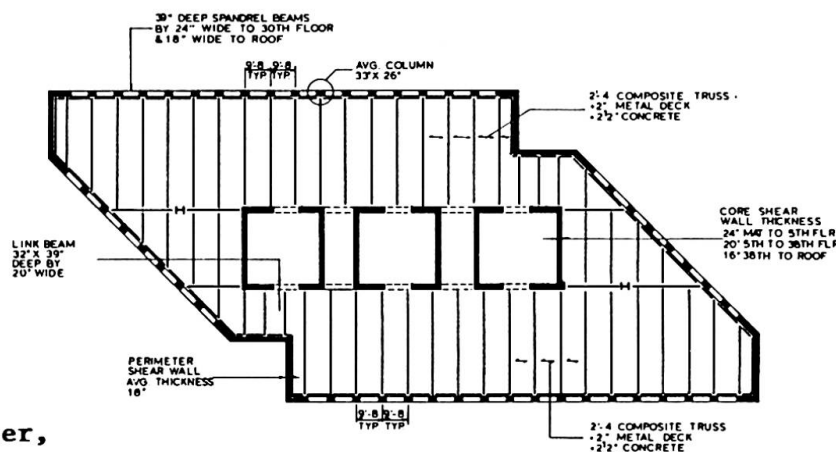 39" DEEP SPANDREL BEAMS
BY 24" WIDE TO 30TH FLOOR
& 18" WIDE TO ROOF
9'-8 9'-8
TYP TYP
AVG. COLUMN
33" X 26"
2'-4 COMPOSITE TRUSS
+2" METAL DECK
+2½" CONCRETE
CORE SHEAR
WALL THICKNESS
24" MAT TO 5TH FLR
20" 5TH TO 38TH FLR
16" 38TH TO ROOF
LINK BEAM
32" X 39"
DEEP BY
20" WIDE
PERIMETER
SHEAR WALL
AVG THICKNESS
18"
9'-8 9'-8
TYP TYP
2'-4 COMPOSITE TRUSS
+2" METAL DECK
+2½" CONCRETE
er,